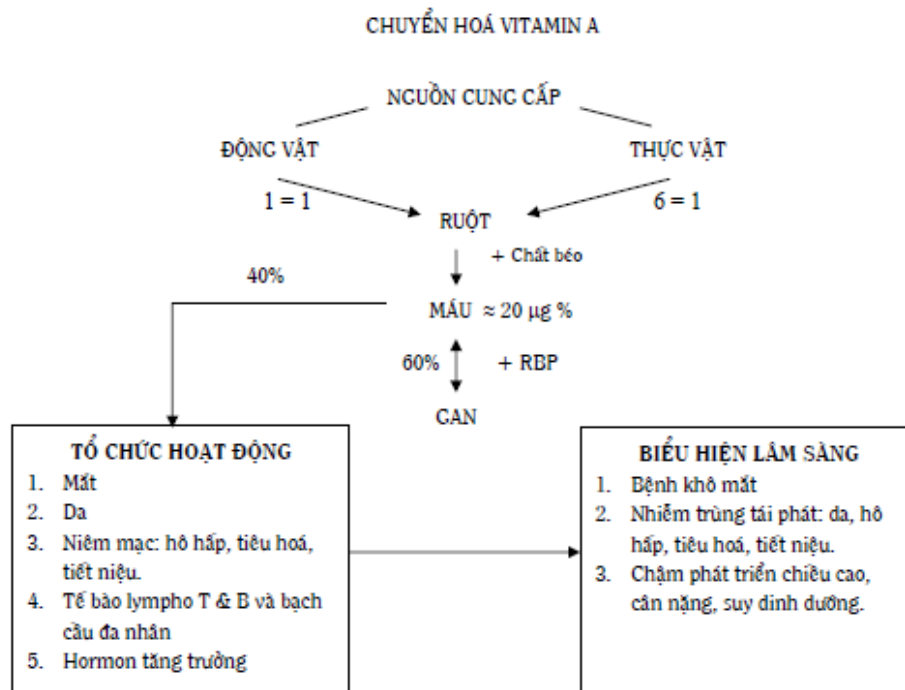 CHUYỂN HOÁ VITAMIN A
NGUỒN CUNG CẤP
ĐỘNG VẬT
THỰC VẬT
1 = 1
6 = 1
RUỘT
+ Chất béo
40%
MÁU ≈ 20 µg %
60%
+ RBP
GAN
TỔ CHỨC HOẠT ĐỘNG
1. Mắt
2. Da
3. Niêm mạc: hô hấp, tiêu hoá,
tiết niệu.
4. Tế bào lympho T & B và bạch
cầu đa nhân
5. Hormon tăng trưởng
BIỂU HIỆN LÂM SÀNG
1. Bệnh khô mắt
2. Nhiễm trùng tái phát: da, hô
hấp, tiêu hoá, tiết niệu.
3. Chậm phát triển chiều cao,
cân nặng, suy dinh dưỡng.